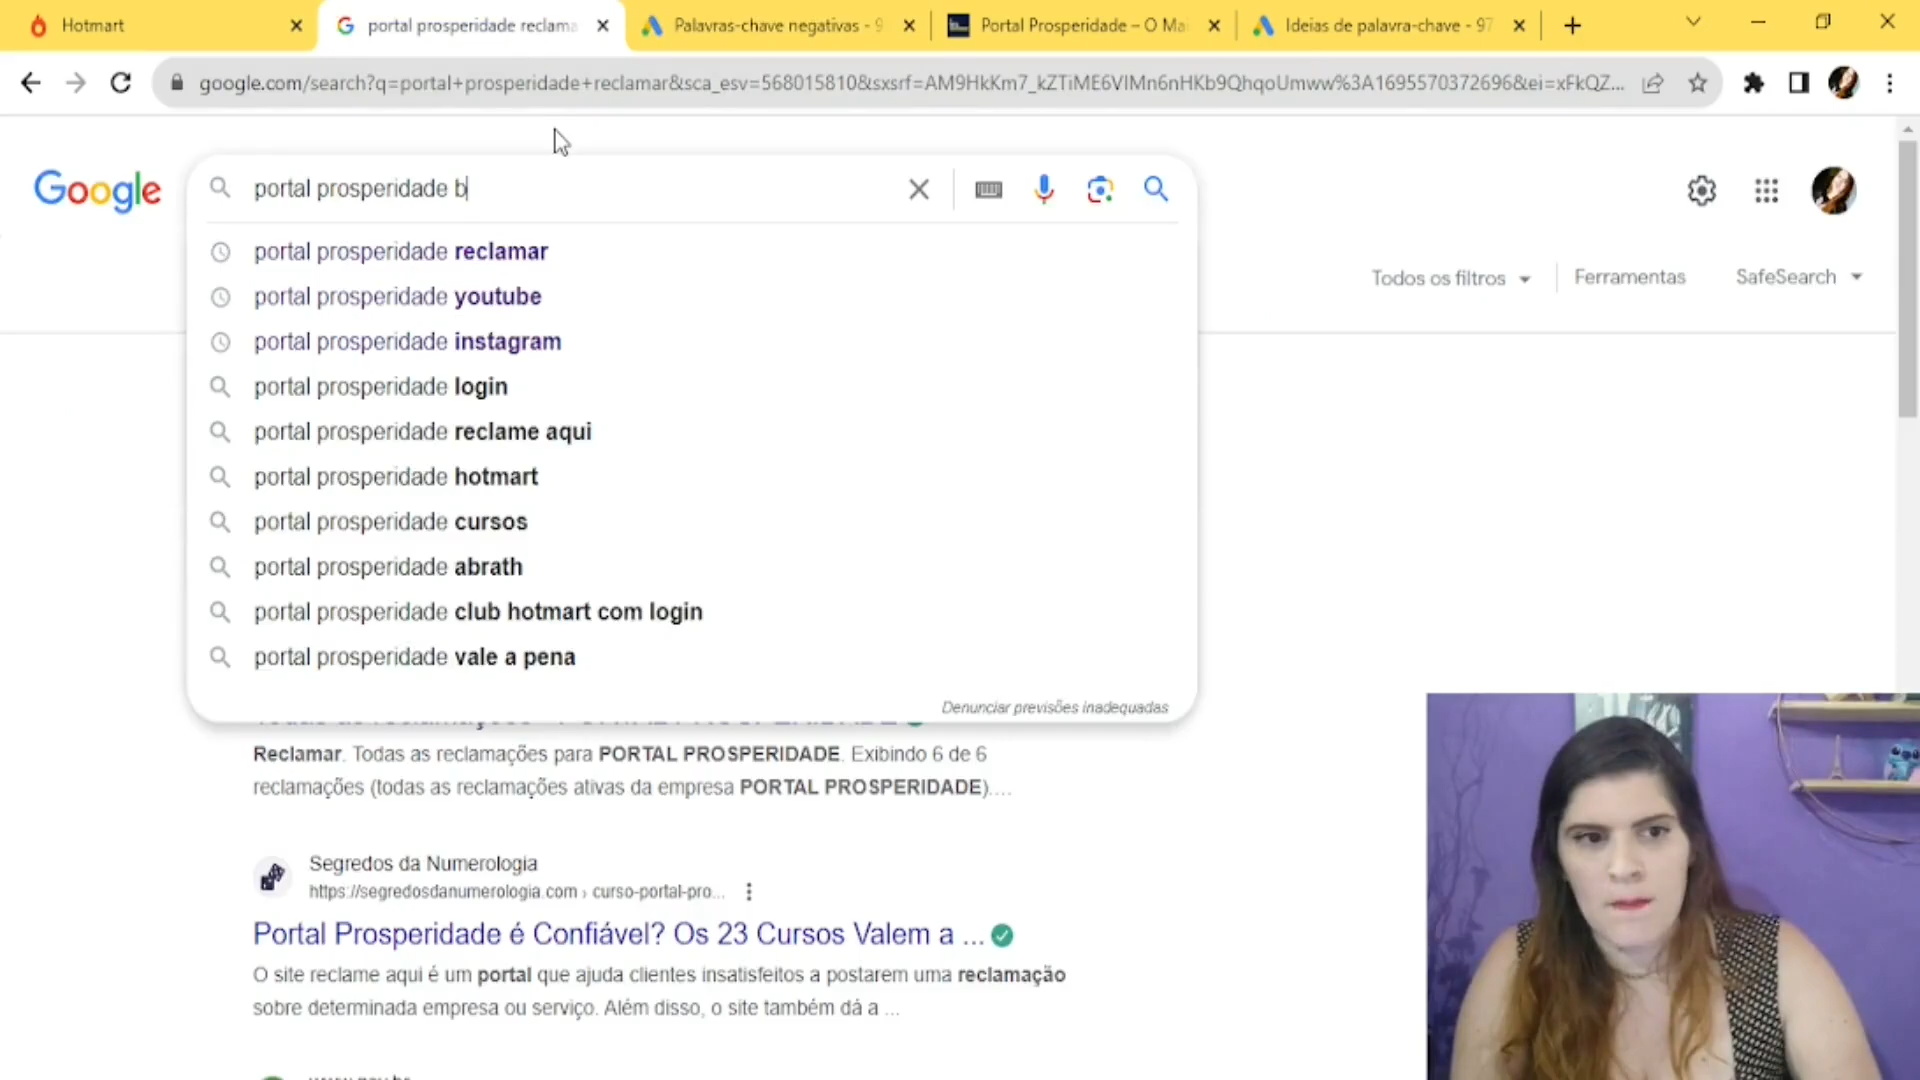 Hotmart
portal prosperidade reclama
Palavras-chave negativas - 9
Portal Prosperidade – O Ma
Ideias de palavra-chave - 97
google.com/search?q=portal+prosperidade+reclamar&sca_esv=568015810&sxsrf=AM9HkKm7_kZTiME6VIMn6nHKb9QhqoUmww%3A1695570372696&ei=xFkQZ...
Google
portal prosperidade b
portal prosperidade reclamar
portal prosperidade youtube
portal prosperidade instagram
portal prosperidade login
portal prosperidade reclame aqui
portal prosperidade hotmart
portal prosperidade cursos
portal prosperidade abrath
portal prosperidade club hotmart com login
portal prosperidade vale a pena
Denunciar previsões inadequadas
Todos os filtros
Ferramentas
SafeSearch
Reclamar. Todas as reclamações para PORTAL PROSPERIDADE. Exibindo 6 de 6
reclamações (todas as reclamações ativas da empresa PORTAL PROSPERIDADE)....
Segredos da Numerologia
https://segredosdanumerologia.com › curso-portal-pro...
Portal Prosperidade é Confiável? Os 23 Cursos Valem a ...
O site reclame aqui é um portal que ajuda clientes insatisfeitos a postarem uma reclamação
sobre determinada empresa ou serviço. Além disso, o site também dá a ...